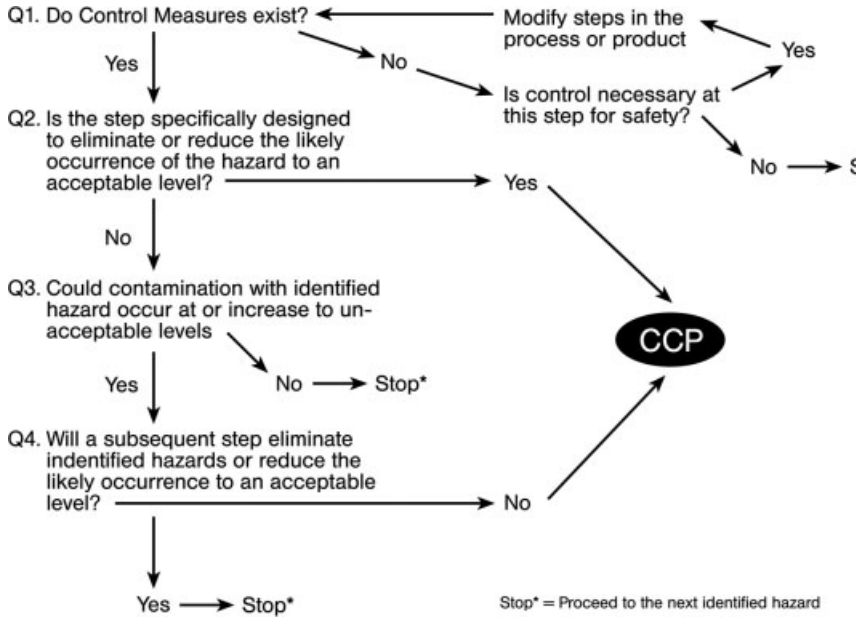 Q1. Do Control Measures exist?
Modify steps in the
process or product
Yes
No
Yes
Is control necessary at
this step for safety?
No
S
Q2. Is the step specifically designed
to eliminate or reduce the likely
occurrence of the hazard to an
acceptable level?
Yes
No
Q3. Could contamination with identified
hazard occur at or increase to un-
acceptable levels
CCP
Yes
No
Stop*
Q4. Will a subsequent step eliminate
indentified hazards or reduce the
likely occurrence to an acceptable
level?
No
Yes
Stop*
Stop* = Proceed to the next identified hazard